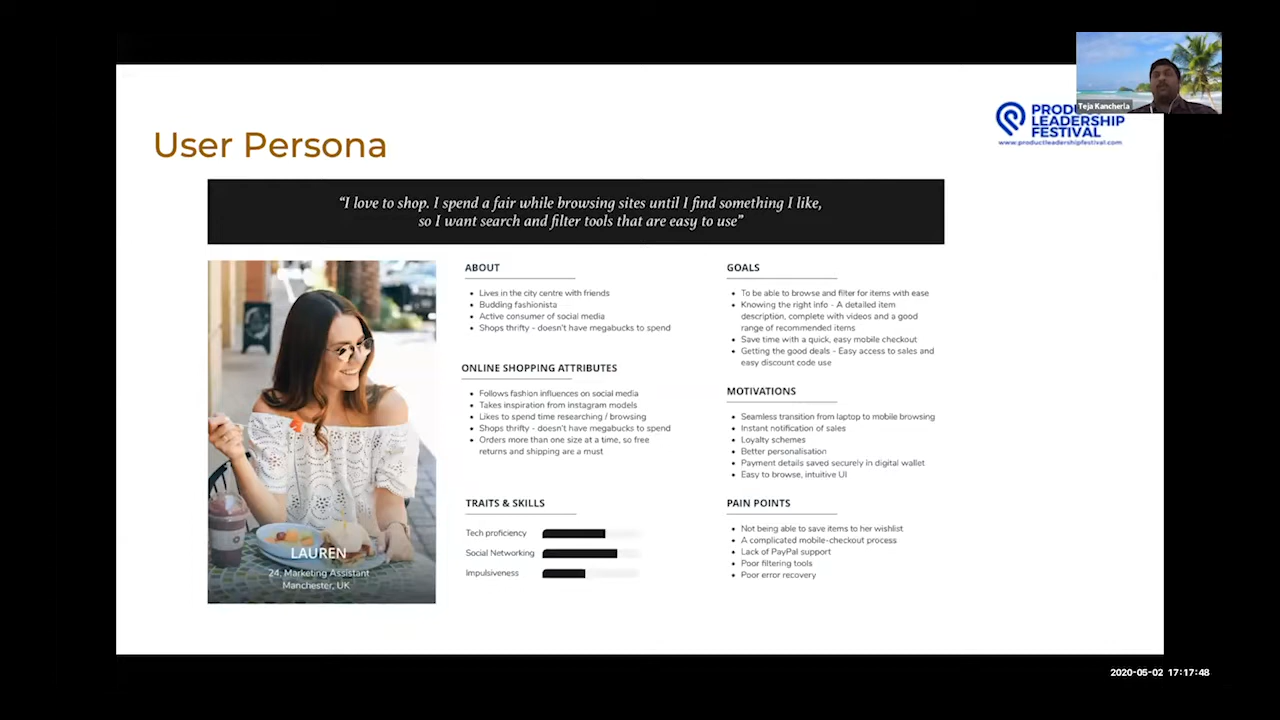 Teja Kancherla
PRODU
LEADERSHIP
FESTIVAL
www.productleadershipfestival.com
User Persona
“I love to shop. I spend a fair while browsing sites until I find something I like,
so I want search and filter tools that are easy to use”
LAUREN
24, Marketing Assistant
Manchester, UK
ABOUT
Lives in the city centre with friends
Budding fashionista
Active consumer of social media
Shops thrifty - doesn't have megabucks to spend
ONLINE SHOPPING ATTRIBUTES
Follows fashion influences on social media
Takes inspiration from instagram models
Likes to spend time researching / browsing
Shops thrifty - doesn't have megabucks to spend
Orders more than one size at a time, so free
returns and shipping are a must
TRAITS & SKILLS
Tech proficiency
Social Networking
Impulsiveness
GOALS
To be able to browse and filter for items with ease
Knowing the right info - A detailed item
description, complete with videos and a good
range of recommended items
Save time with a quick, easy mobile checkout
Getting the good deals - Easy access to sales and
easy discount code use
MOTIVATIONS
Seamless transition from laptop to mobile browsing
Instant notification of sales
Loyalty schemes
Better personalisation
Payment details saved securely in digital wallet
Easy to browse, intuitive UI
PAIN POINTS
Not being able to save items to her wishlist
A complicated mobile-checkout process
Lack of PayPal support
Poor filtering tools
Poor error recovery
2020-05-02 17:17:48